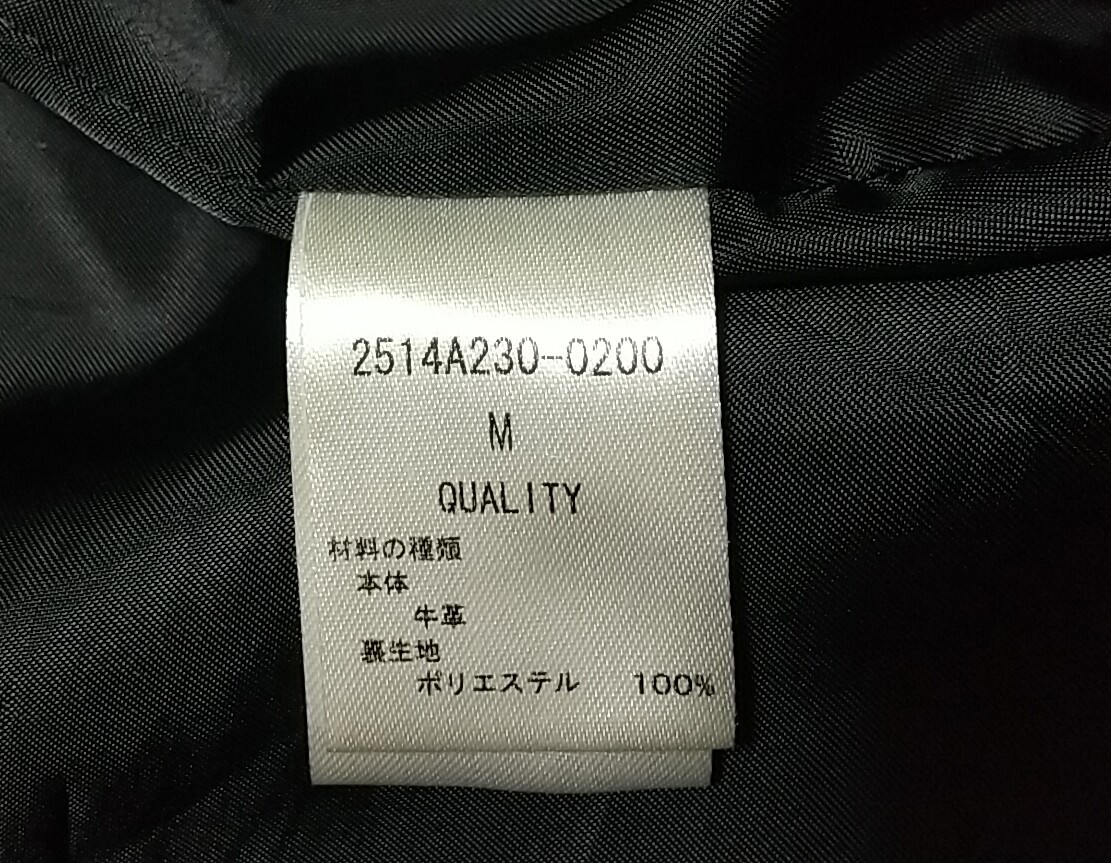 2514A230-0200
M
QUALITY
材料の種類
本体
牛革
裏生地
ポリエステル 100%